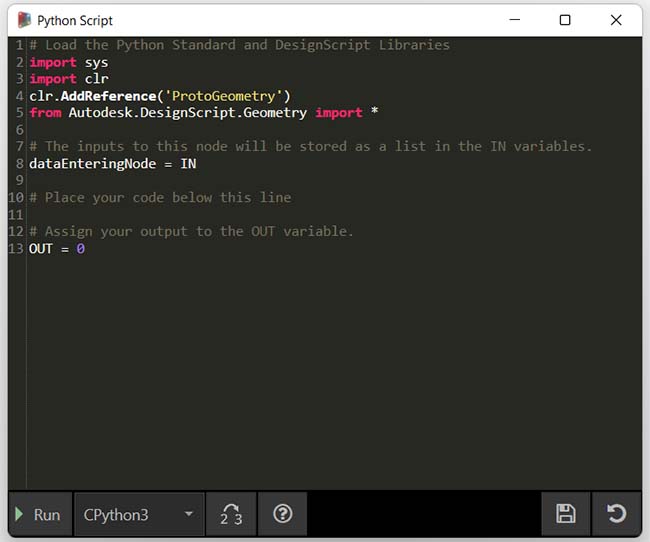 Python Script
1 # Load the Python Standard and DesignScript Libraries
2 import sys
3 import clr
4 clr.AddReference('ProtoGeometry')
5 from Autodesk.DesignScript.Geometry import *
6
7 # The inputs to this node will be stored as a list in the IN variables.
8 dataEnteringNode = IN
9
10 # Place your code below this line
11
12 # Assign your output to the OUT variable.
13 OUT = 0
Run CPython3 2 3 ?